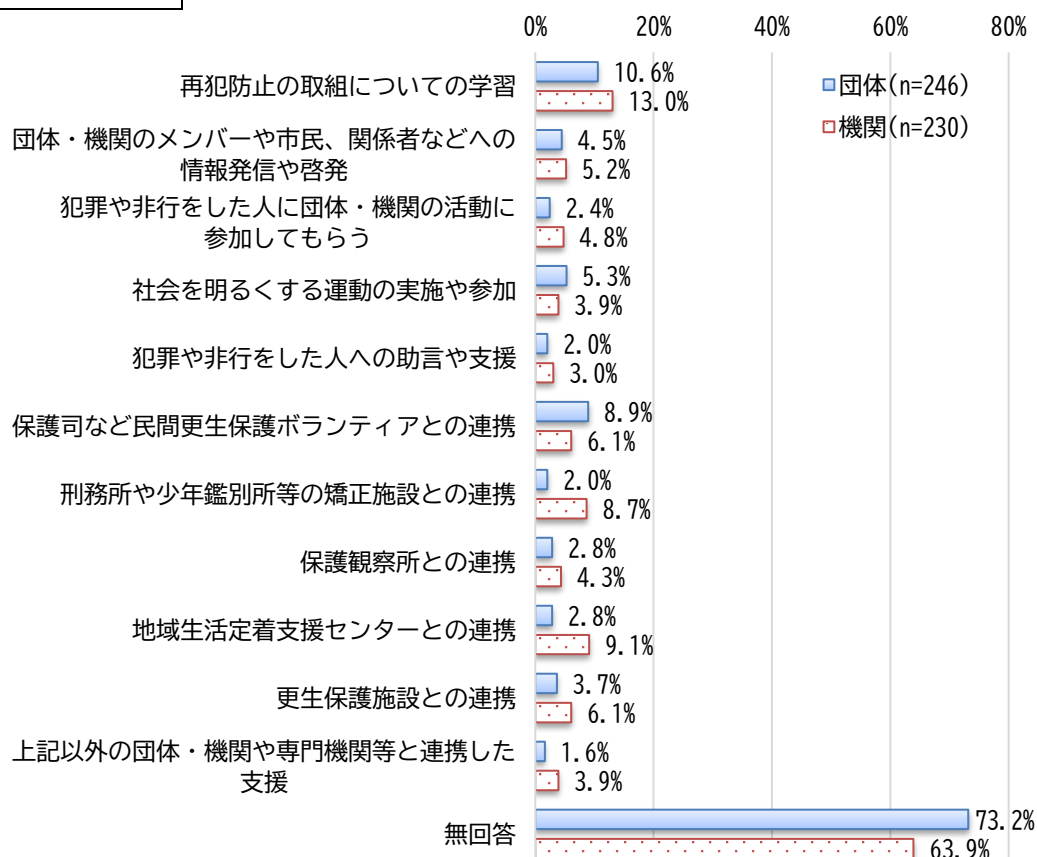 0% 20% 40% 60% 80%
再犯防止の取組についての学習
10.6%
13.0%
団体(n=246)
機関(n=230)
団体・機関のメンバーや市民、関係者などへの
情報発信や啓発
4.5%
5.2%
犯罪や非行をした人に団体・機関の活動に
参加してもらう
2.4%
4.8%
社会を明るくする運動の実施や参加
5.3%
3.9%
犯罪や非行をした人への助言や支援
2.0%
3.0%
保護司など民間更生保護ボランティアとの連携
8.9%
6.1%
刑務所や少年鑑別所等の矯正施設との連携
2.0%
8.7%
保護観察所との連携
2.8%
4.3%
地域生活定着支援センターとの連携
2.8%
9.1%
更生保護施設との連携
3.7%
6.1%
上記以外の団体・機関や専門機関等と連携した
支援
1.6%
3.9%
無回答
73.2%
63.9%